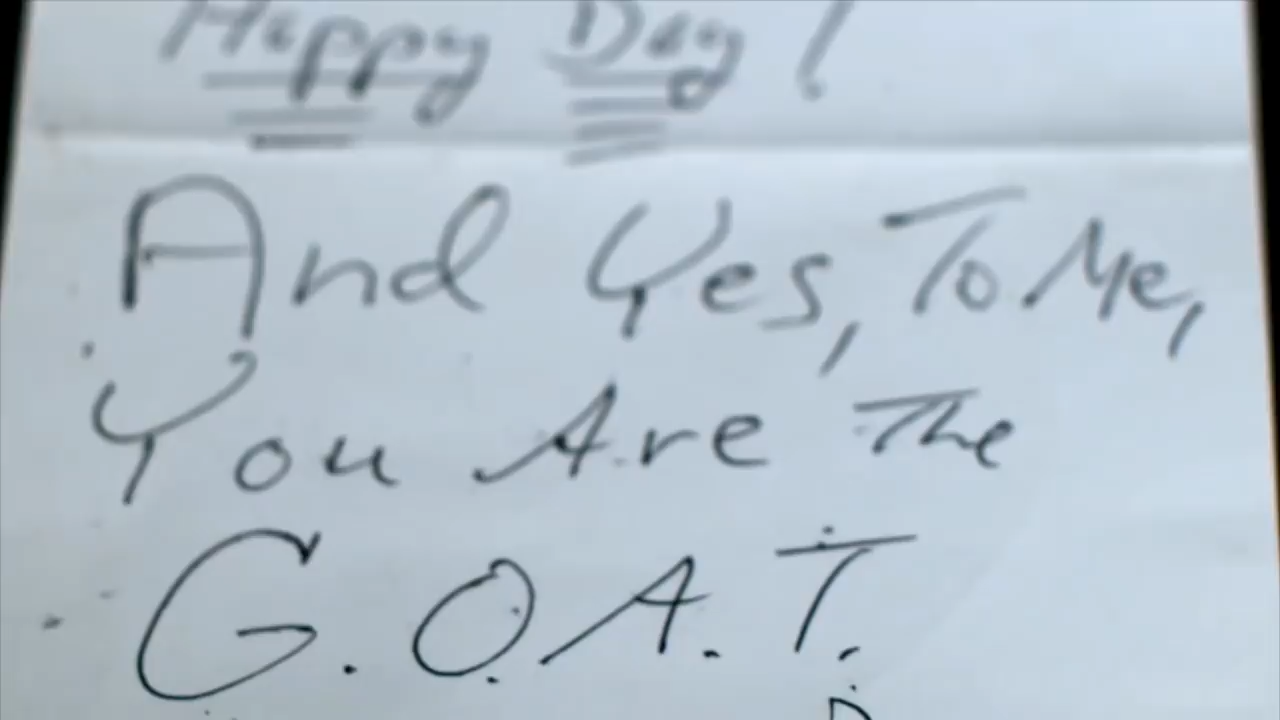 Happy Day!
And Yes, To Me,
You Are The
G.O.A.T.